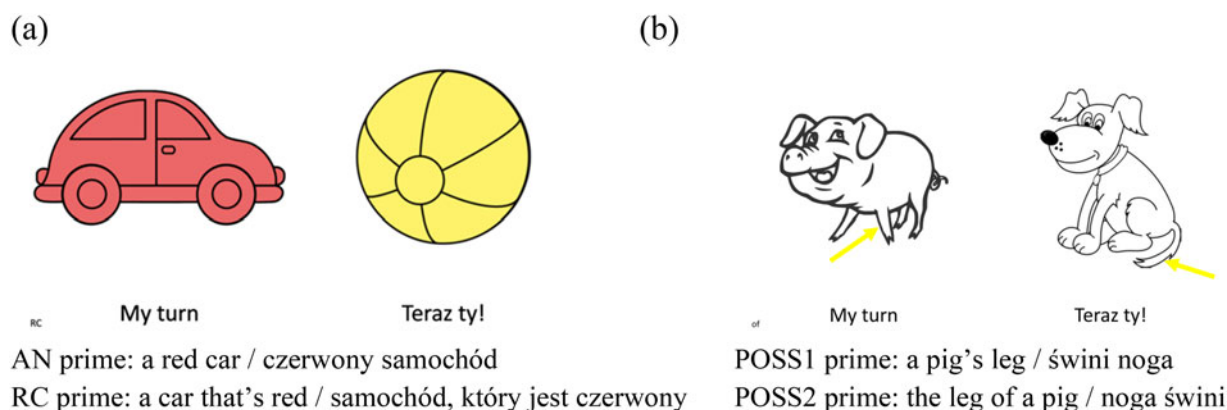 (a)
RC My turn Teraz ty!
AN prime: a red car / czerwony samochód
RC prime: a car that's red / samochód, który jest czerwony
(b)
of My turn Teraz ty!
POSS1 prime: a pig's leg / świni noga
POSS2 prime: the leg of a pig / noga świni